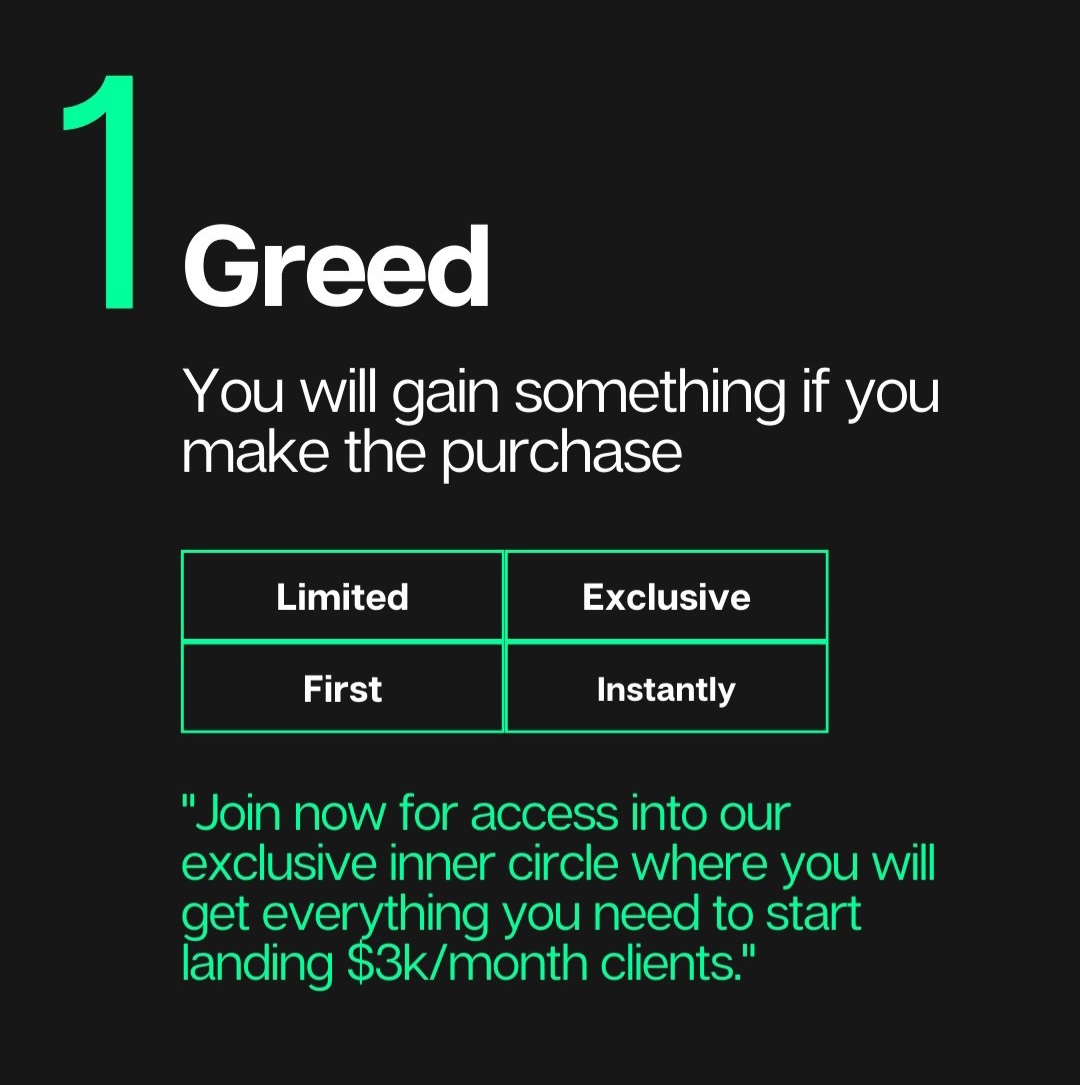 1
Greed
You will gain something if you
make the purchase
Limited
Exclusive
First
Instantly
"Join now for access into our
exclusive inner circle where you will
get everything you need to start
landing $3k/month clients."